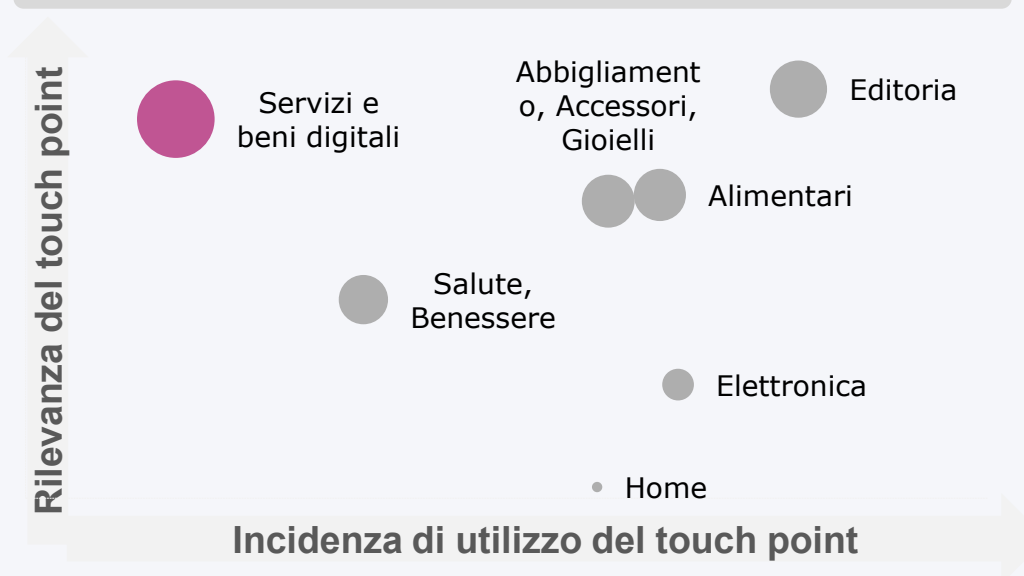 Rilevanza del touch point
Servizi e
beni digitali
Abbigliament
o, Accessori,
Gioielli
Editoria
Alimentari
Salute,
Benessere
Elettronica
Home
Incidenza di utilizzo del touch point